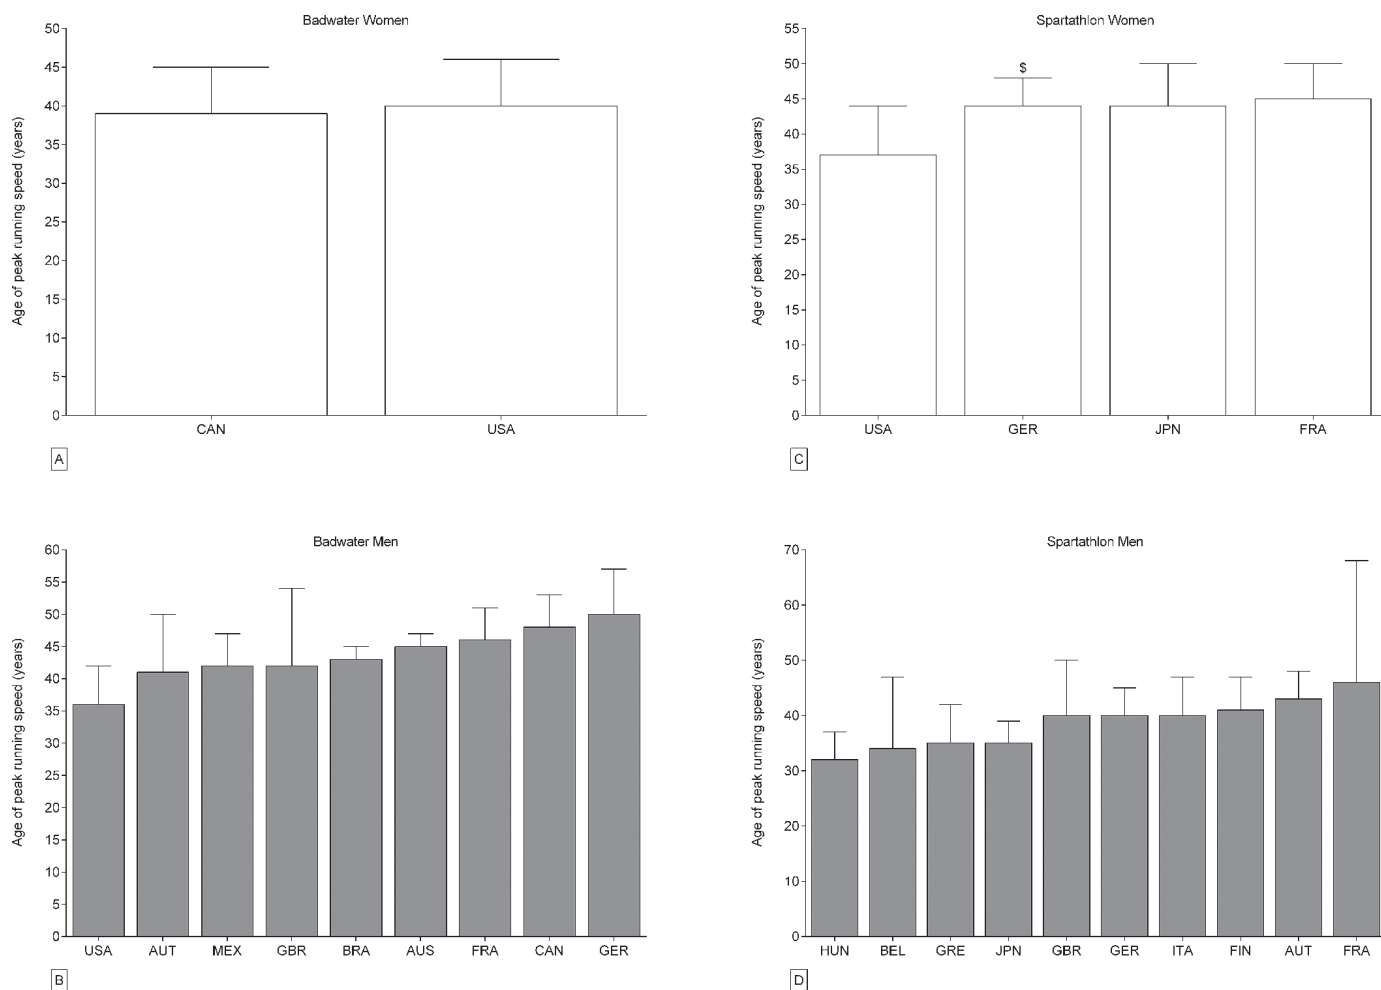 Badwater Women
Age of peak running speed (years)
50
45
40
35
30
25
20
15
10
5
0
CAN USA
A
Spartathlon Women
Age of peak running speed (years)
55
50
45
40
35
30
25
20
15
10
5
0
$
USA GER JPN FRA
C
Badwater Men
Age of peak running speed (years)
60
55
50
45
40
35
30
25
20
15
10
5
0
USA AUT MEX GBR BRA AUS FRA CAN GER
B
Spartathlon Men
Age of peak running speed (years)
70
60
50
40
30
20
10
0
HUN BEL GRE JPN GBR GER ITA FIN AUT FRA
D